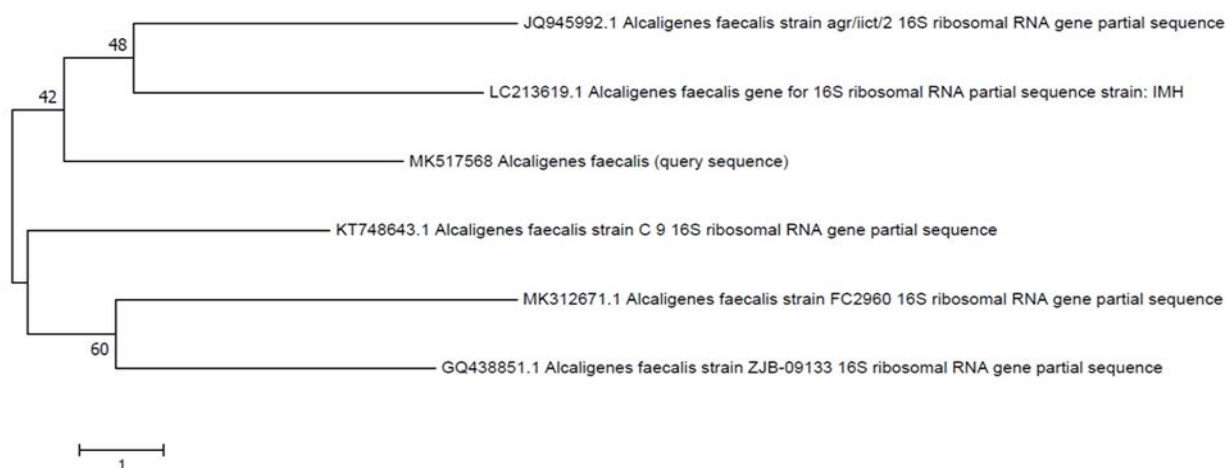 JQ945992.1 Alcaligenes faecalis strain agr/iict/2 16S ribosomal RNA gene partial sequence
48
LC213619.1 Alcaligenes faecalis gene for 16S ribosomal RNA partial sequence strain: IMH
42
MK517568 Alcaligenes faecalis (query sequence)
KT748643.1 Alcaligenes faecalis strain C 9 16S ribosomal RNA gene partial sequence
MK312671.1 Alcaligenes faecalis strain FC2960 16S ribosomal RNA gene partial sequence
60
GQ438851.1 Alcaligenes faecalis strain ZJB-09133 16S ribosomal RNA gene partial sequence
1